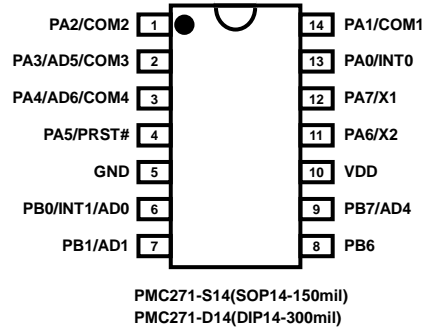 PA2/COM2 1 14 PA1/COM1
PA3/AD5/COM3 2 13 PA0/INT0
PA4/AD6/COM4 3 12 PA7/X1
PA5/PRST# 4 11 PA6/X2
GND 5 10 VDD
PB0/INT1/AD0 6 9 PB7/AD4
PB1/AD1 7 8 PB6
PMC271-S14(SOP14-150mil)
PMC271-D14(DIP14-300mil)